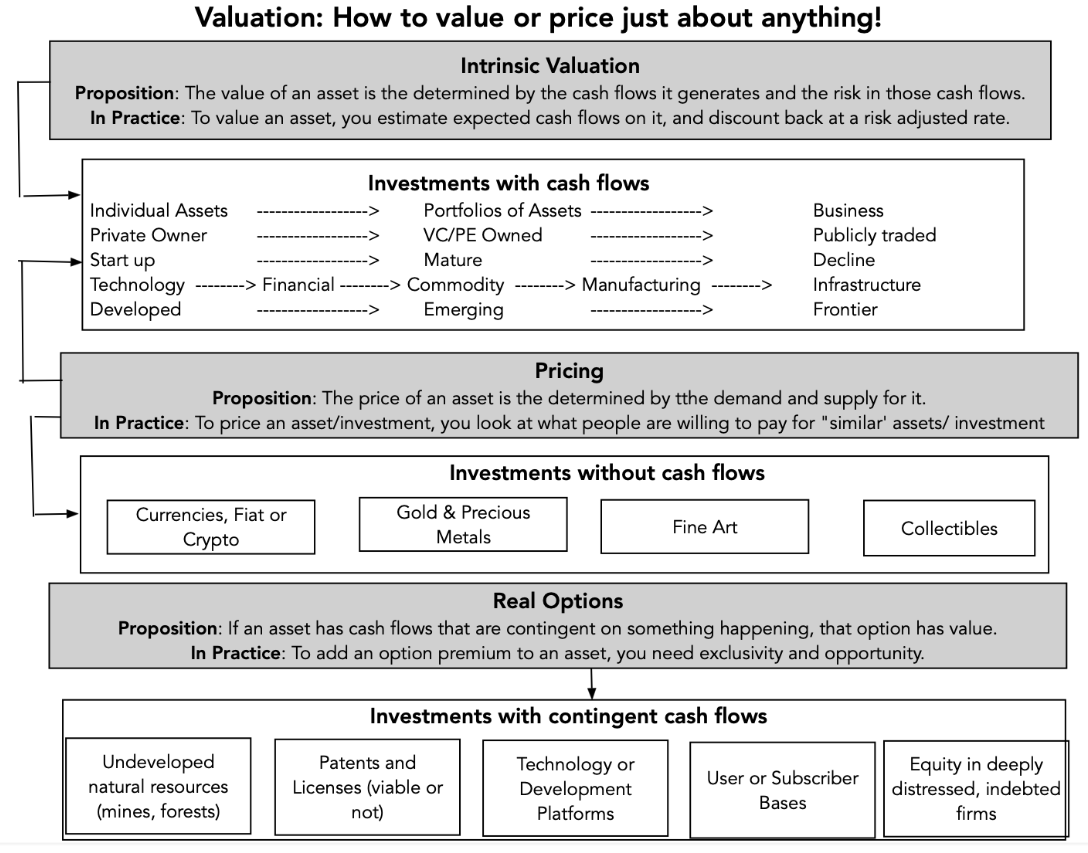 Valuation: How to value or price just about anything!
Intrinsic Valuation
Proposition: The value of an asset is the determined by the cash flows it generates and the risk in those cash flows.
In Practice: To value an asset, you estimate expected cash flows on it, and discount back at a risk adjusted rate.
Investments with cash flows
Individual Assets ------------------> Portfolios of Assets ------------------> Business
Private Owner ------------------> VC/PE Owned ------------------> Publicly traded
Start up ------------------> Mature ------------------> Decline
Technology --------> Financial --------> Commodity --------> Manufacturing --------> Infrastructure
Developed ------------------> Emerging ------------------> Frontier
Pricing
Proposition: The price of an asset is the determined by tthe demand and supply for it.
In Practice: To price an asset/investment, you look at what people are willing to pay for "similar' assets/ investment
Investments without cash flows
Currencies, Fiat or
Crypto
Gold & Precious
Metals
Fine Art
Collectibles
Real Options
Proposition: If an asset has cash flows that are contingent on something happening, that option has value.
In Practice: To add an option premium to an asset, you need exclusivity and opportunity.
Investments with contingent cash flows
Undeveloped
natural resources
(mines, forests)
Patents and
Licenses (viable or
not)
Technology or
Development
Platforms
User or Subscriber
Bases
Equity in deeply
distressed, indebted
firms